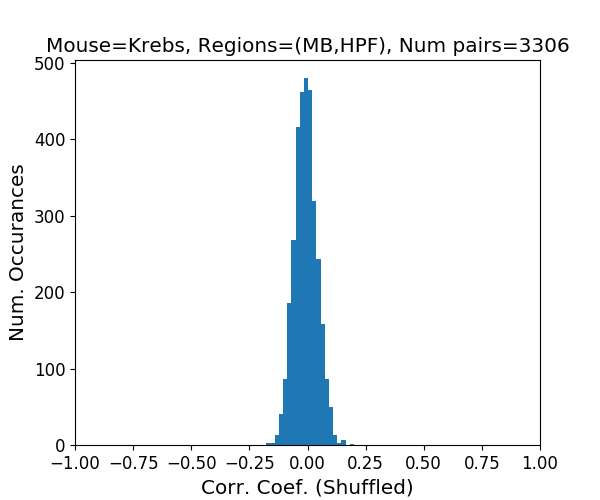 Mouse=Krebs, Regions=(MB,HPF), Num pairs=3306
500
400
300
200
100
0
Num. Occurances
−1.00 −0.75 −0.50 −0.25 0.00 0.25 0.50 0.75 1.00
Corr. Coef. (Shuffled)